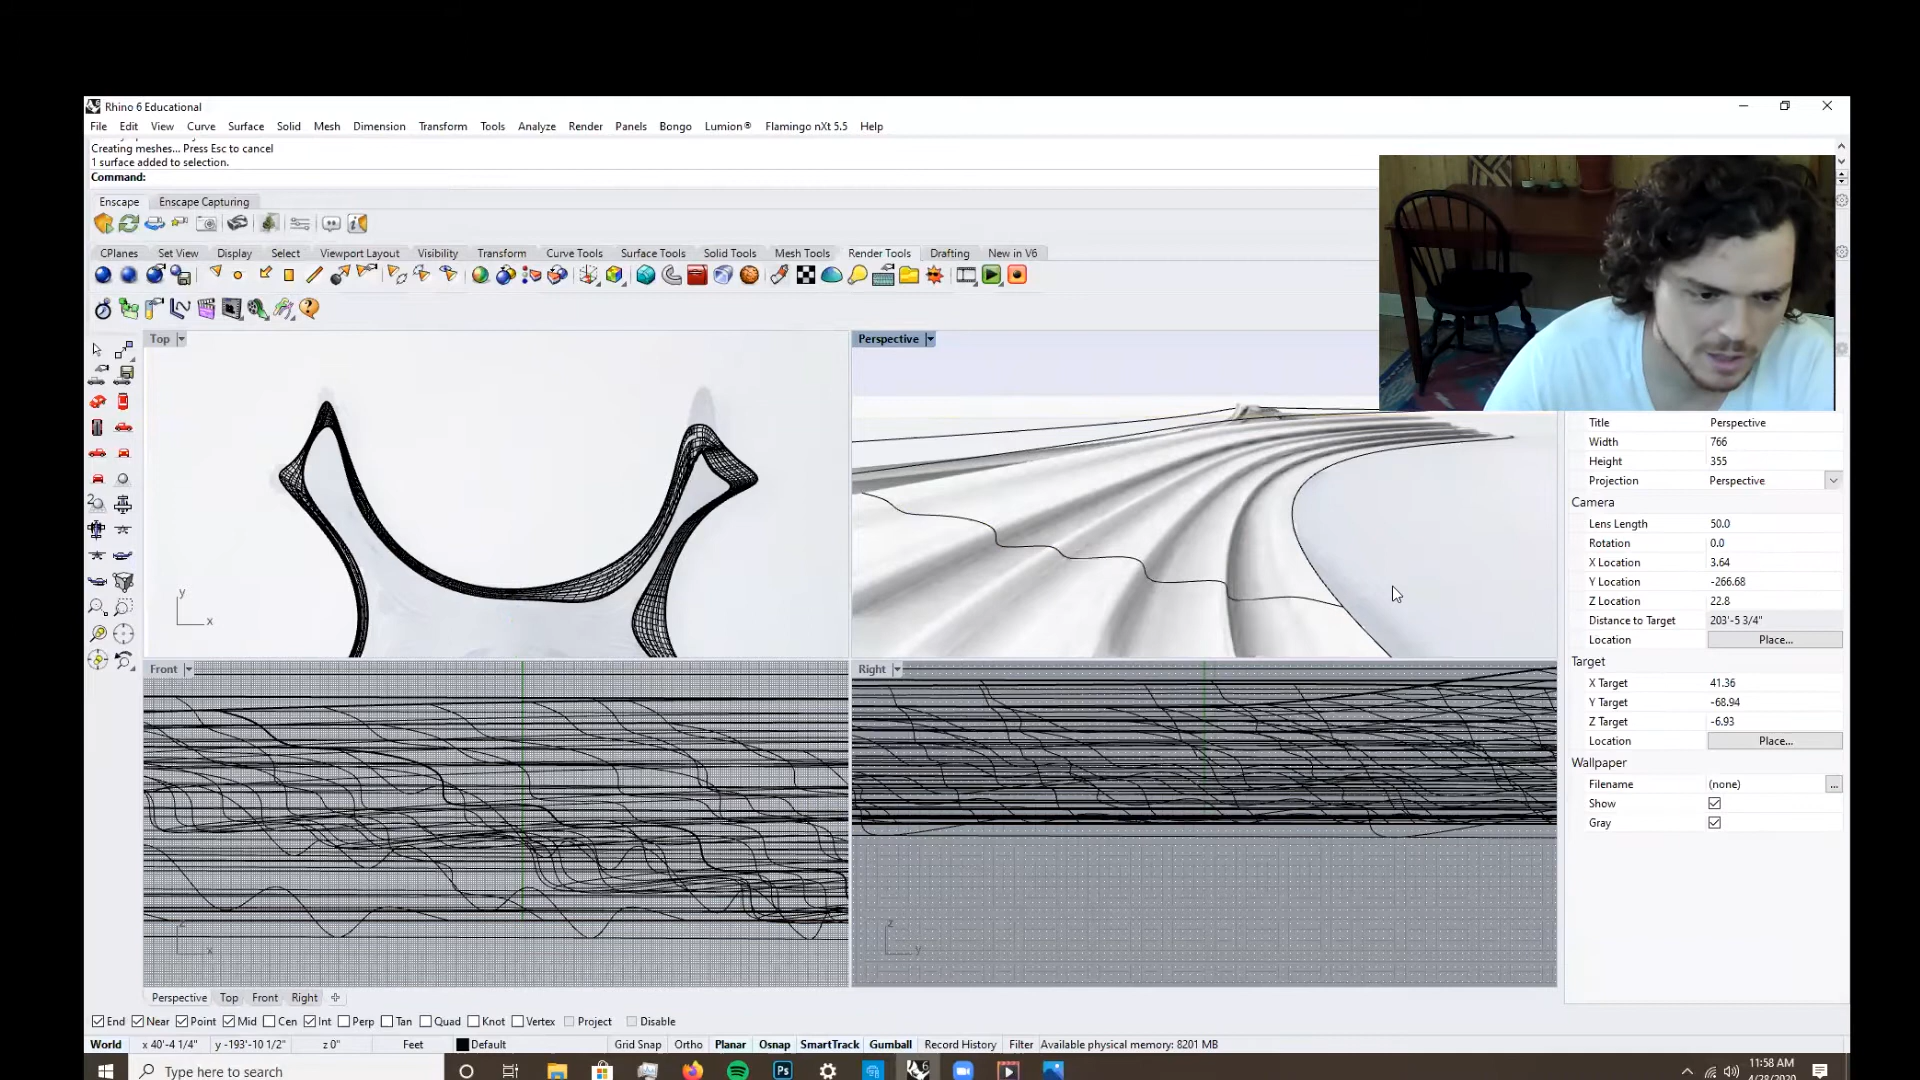 Rhino 6 Educational
File Edit View Curve Surface Solid Mesh Dimension Transform Tools Analyze Render Panels Bongo Lumion® Flamingo nXt 5.5 Help
Creating meshes... Press Esc to cancel
1 surface added to selection.
Command:
Enscape Enscape Capturing
CPlanes Set View Display Select Viewport Layout Visibility Transform Curve Tools Surface Tools Solid Tools Mesh Tools Render Tools Drafting New in V6
Top
Perspective
y
x
Front
Right
z
x
z
y
Title Perspective
Width 766
Height 355
Projection Perspective
Camera
Lens Length 50.0
Rotation 0.0
X Location 3.64
Y Location -266.68
Z Location 22.8
Distance to Target 203'-5 3/4"
Location Place...
Target
X Target 41.36
Y Target -68.94
Z Target -6.93
Location Place...
Wallpaper
Filename (none) ...
Show
Gray
Perspective Top Front Right
End Near Point Mid Cen Int Perp Tan Quad Knot Vertex Project Disable
World x 40'-4 1/4" y -193'-10 1/2" z 0" Feet Default Grid Snap Ortho Planar Osnap SmartTrack Gumball Record History Filter Available physical memory: 8201 MB
Type here to search
Ps
11:58 AM
4/28/2020